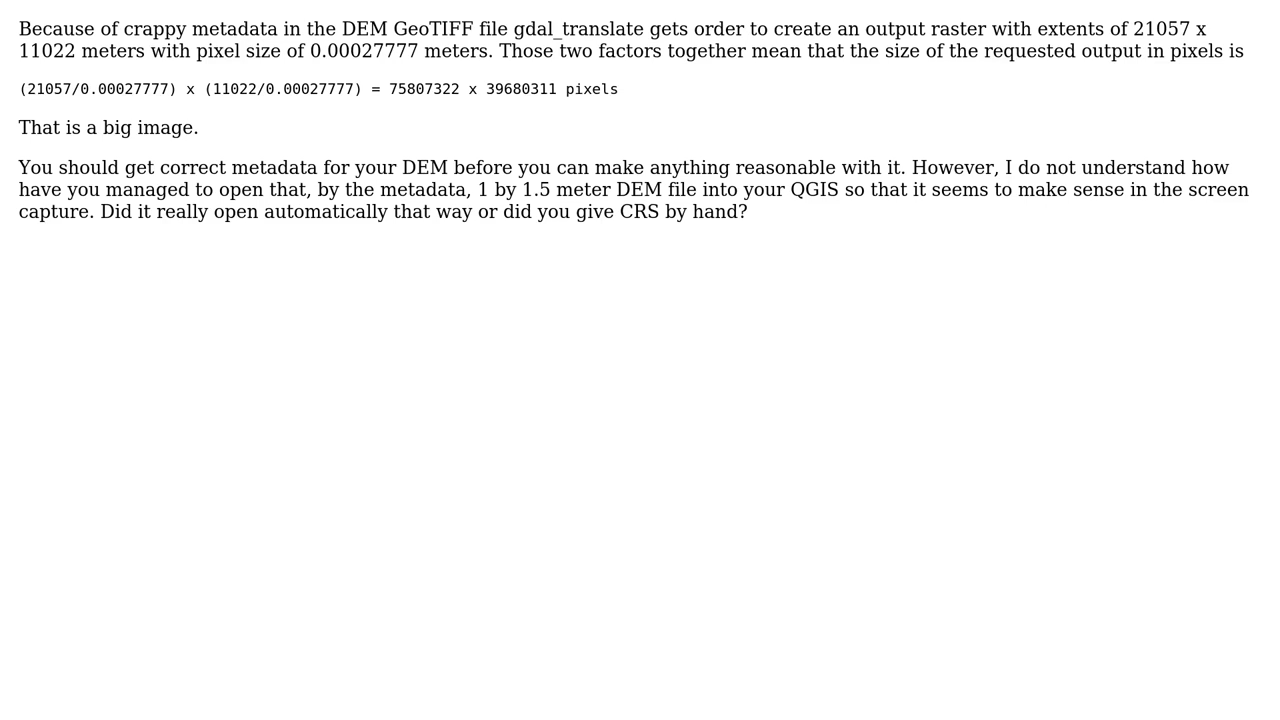 Because of crappy metadata in the DEM GeoTIFF file gdal_translate gets order to create an output raster with extents of 21057 x
11022 meters with pixel size of 0.00027777 meters. Those two factors together mean that the size of the requested output in pixels is
(21057/0.00027777) x (11022/0.00027777) = 75807322 x 39680311 pixels
That is a big image.
You should get correct metadata for your DEM before you can make anything reasonable with it. However, I do not understand how
have you managed to open that, by the metadata, 1 by 1.5 meter DEM file into your QGIS so that it seems to make sense in the screen
capture. Did it really open automatically that way or did you give CRS by hand?